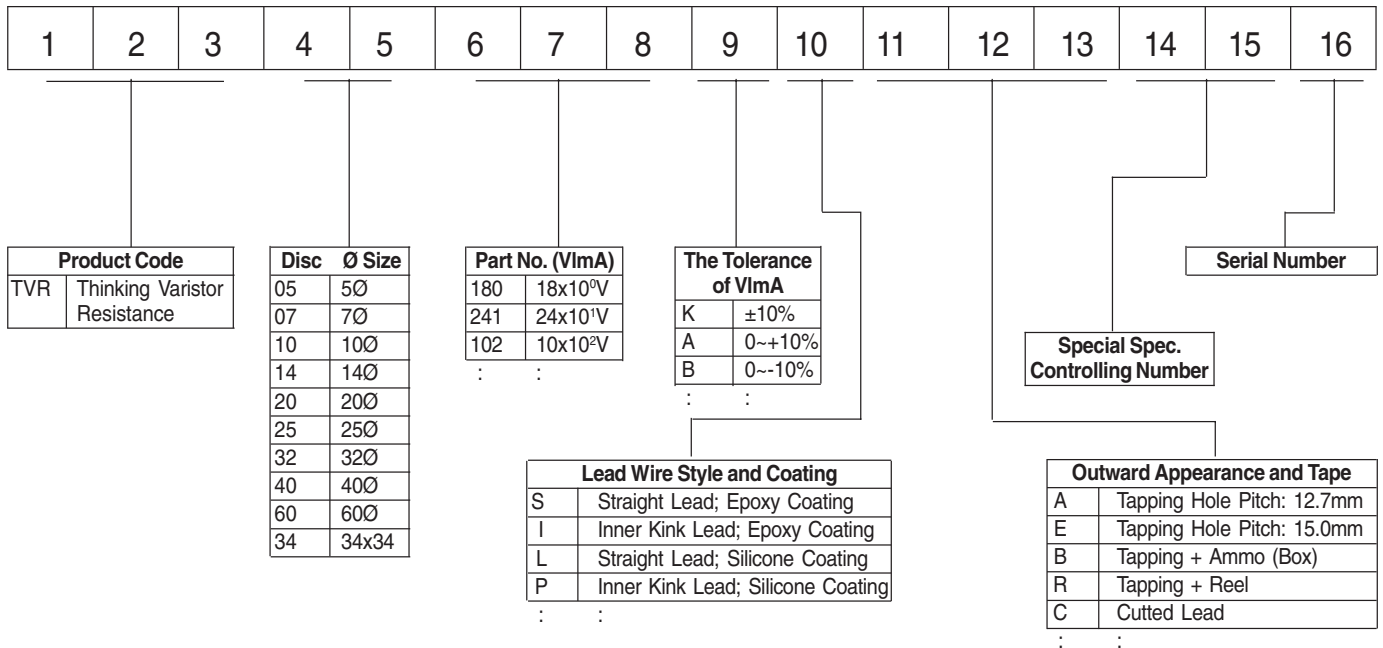 1 2 3 4 5 6 7 8 9 10 11 12 13 14 15 16
Product Code
TVR Thinking Varistor
Resistance
Disc Ø Size
05 5Ø
07 7Ø
10 10Ø
14 14Ø
20 20Ø
25 25Ø
32 32Ø
40 40Ø
60 60Ø
34 34x34
Part No. (VlmA)
180 18x10⁰V
241 24x10¹V
102 10x10²V
: :
The Tolerance
of VlmA
K ±10%
A 0~+10%
B 0~-10%
: :
Lead Wire Style and Coating
S Straight Lead; Epoxy Coating
I Inner Kink Lead; Epoxy Coating
L Straight Lead; Silicone Coating
P Inner Kink Lead; Silicone Coating
: :
Outward Appearance and Tape
A Tapping Hole Pitch: 12.7mm
E Tapping Hole Pitch: 15.0mm
B Tapping + Ammo (Box)
R Tapping + Reel
C Cutted Lead
: :
Special Spec.
Controlling Number
Serial Number